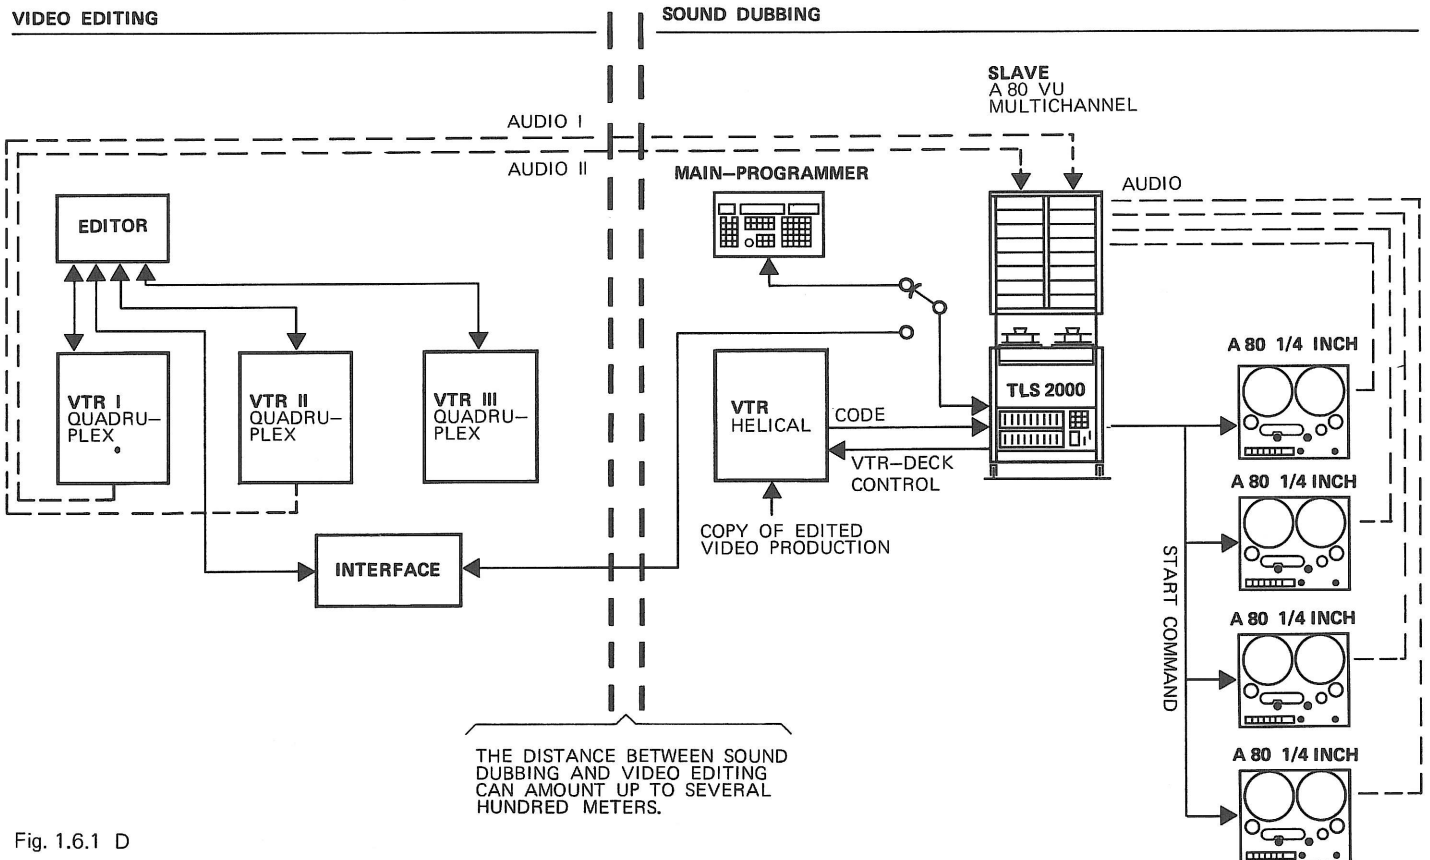 VIDEO EDITING
SOUND DUBBING
SLAVE
A 80 VU
MULTICHANNEL
AUDIO I
AUDIO II
MAIN–PROGRAMMER
AUDIO
EDITOR
VTR I
QUADRU–
PLEX
VTR II
QUADRU–
PLEX
VTR III
QUADRU–
PLEX
VTR
HELICAL
CODE
VTR–DECK
CONTROL
TLS 2000
COPY OF EDITED
VIDEO PRODUCTION
INTERFACE
A 80 1/4 INCH
A 80 1/4 INCH
A 80 1/4 INCH
A 80 1/4 INCH
START COMMAND
THE DISTANCE BETWEEN SOUND
DUBBING AND VIDEO EDITING
CAN AMOUNT UP TO SEVERAL
HUNDRED METERS.
Fig. 1.6.1 D